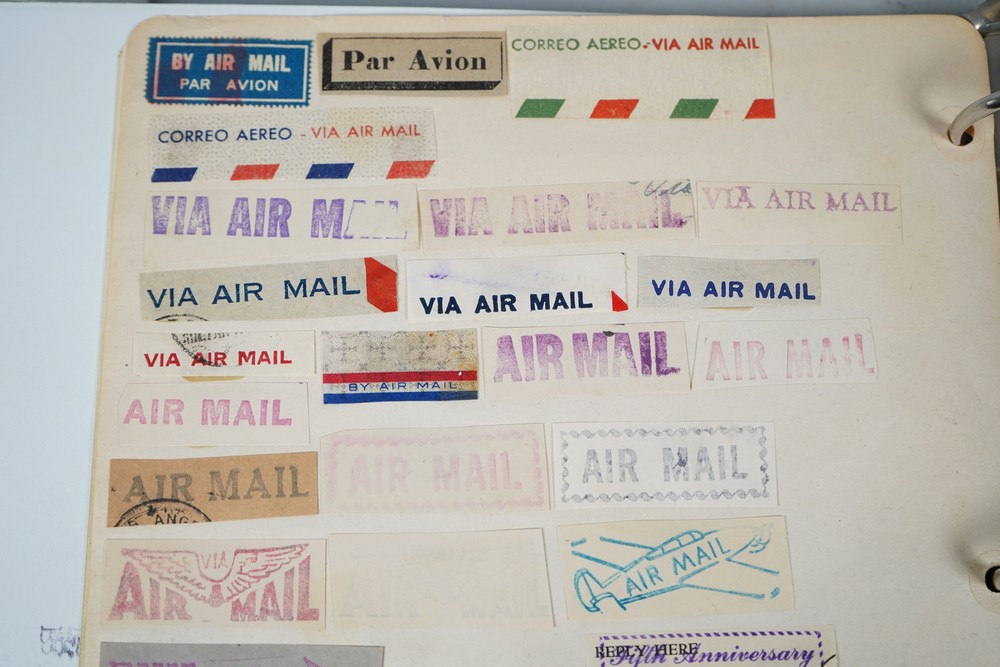 BY AIR MAIL
PAR AVION
Par Avion
CORREO AEREO-VIA AIR MAIL
CORREO AEREO - VIA AIR MAIL
VIA AIR MAIL
VIA AIR MAIL
VIA AIR MAIL
VIA AIR MAIL
VIA AIR MAIL
VIA AIR MAIL
VIA AIR MAIL
BY AIR MAIL
AIR MAIL
AIR MAIL
AIR MAIL
AIR MAIL
ANG
AIR MAIL
AIR MAIL
VIA
AIR MAIL
AIR MAIL
REPLY HERE
Fifth Anniversary